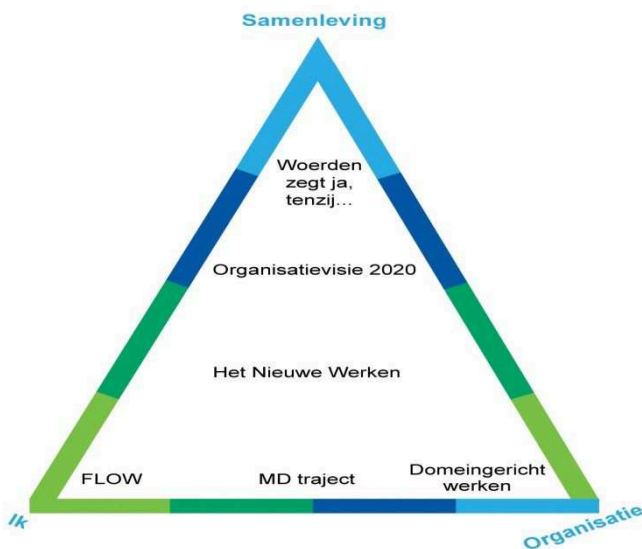 Samenleving
Woerden
zegt ja,
tenzij...
Organisatievisie 2020
Het Nieuwe Werken
FLOW
MD traject
Domeingericht
werken
Ik
Organisatie